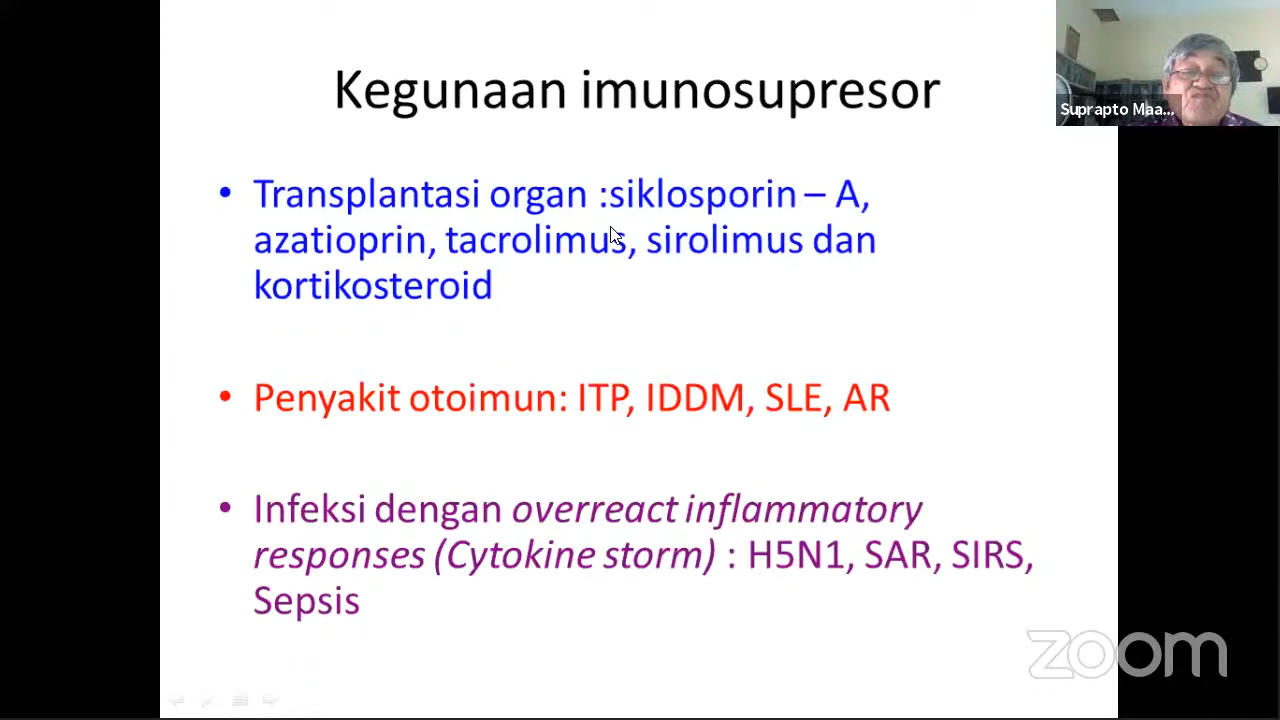 Kegunaan imunosupresor
Suprapto Maa...
• Transplantasi organ :siklosporin – A,
azatioprin, tacrolimus, sirolimus dan
kortikosteroid
• Penyakit otoimun: ITP, IDDM, SLE, AR
• Infeksi dengan overreact inflammatory
responses (Cytokine storm) : H5N1, SAR, SIRS,
Sepsis
zoom